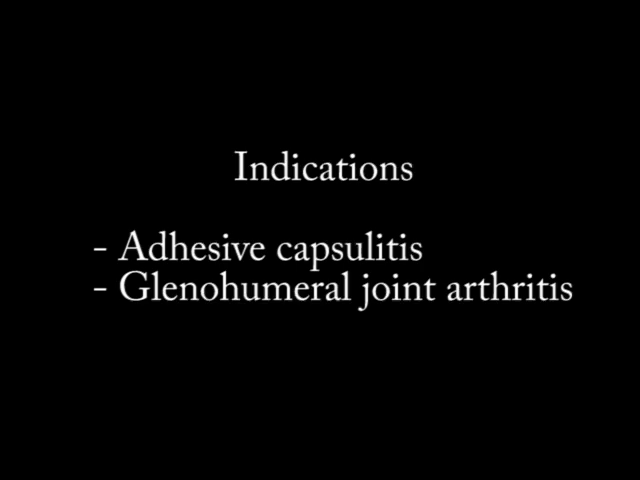 Indications
- Adhesive capsulitis
- Glenohumeral joint arthritis